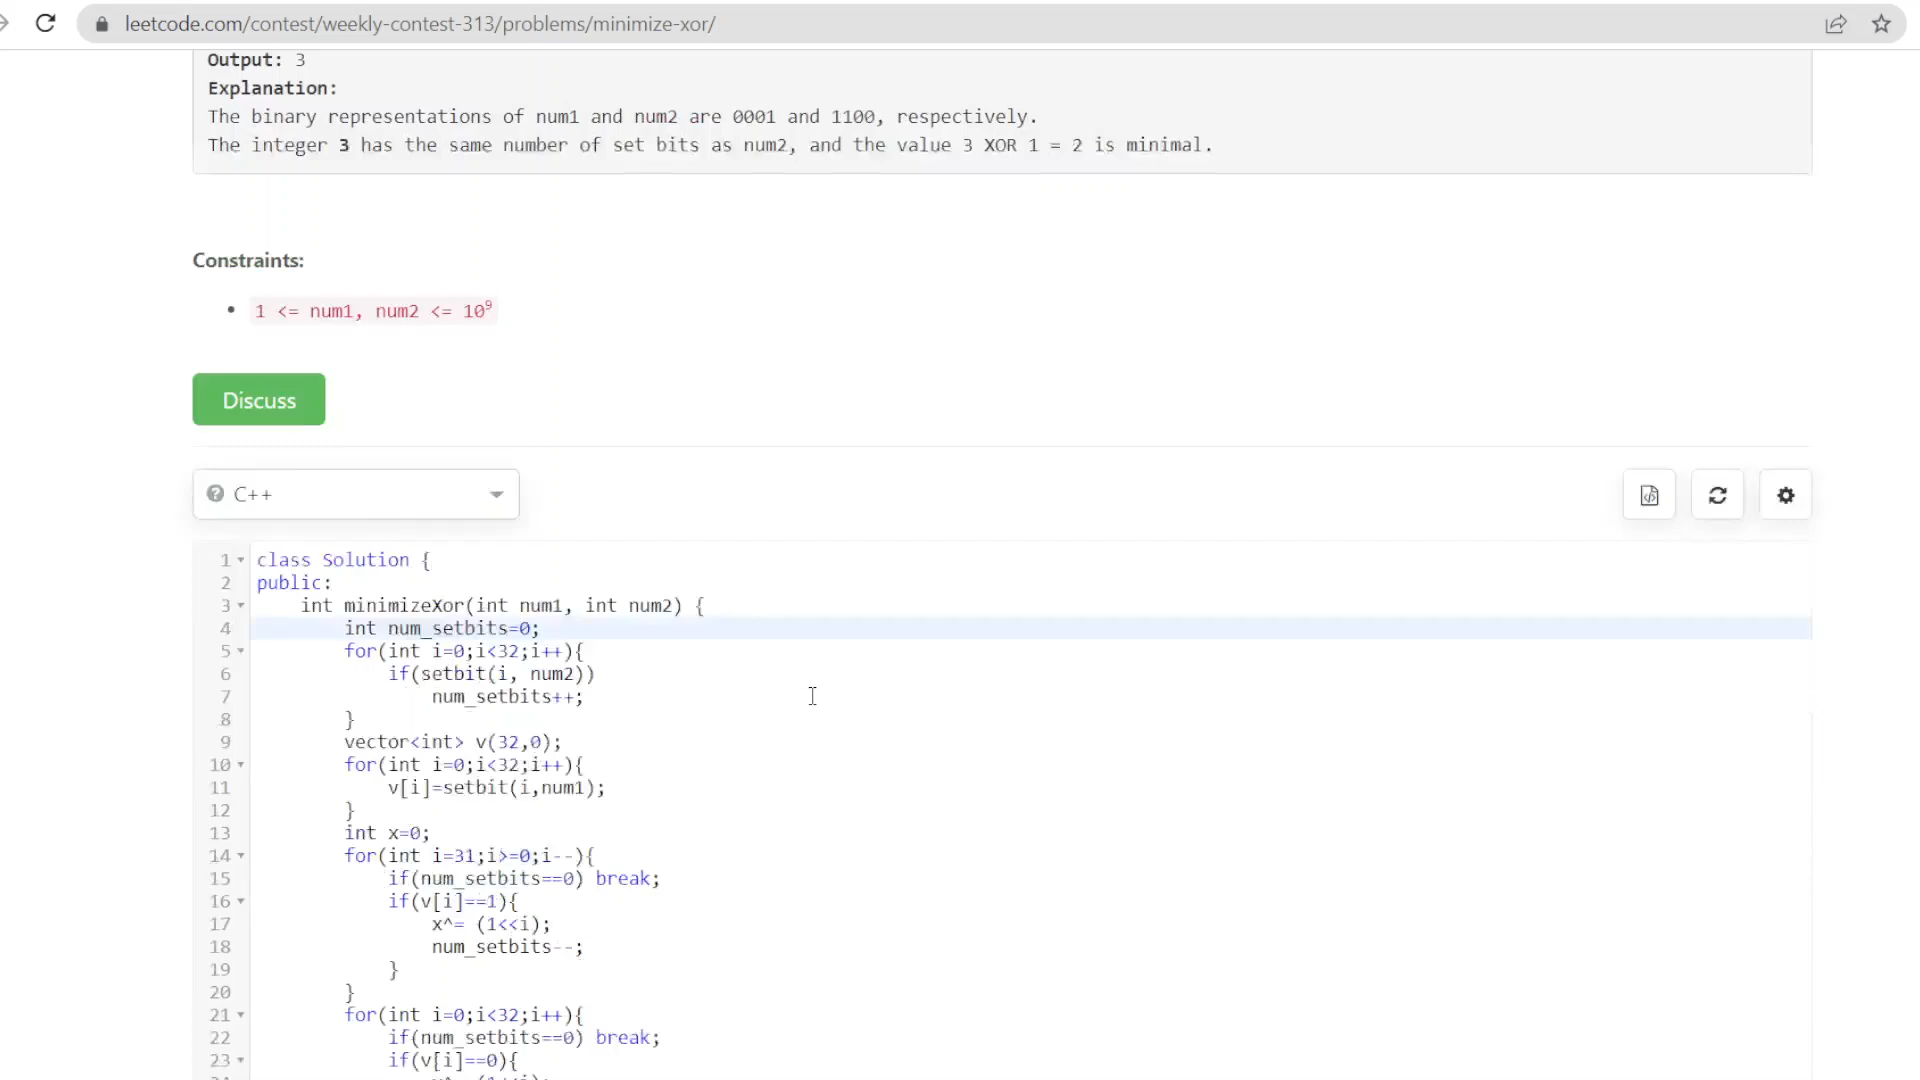 leetcode.com/contest/weekly-contest-313/problems/minimize-xor/
Output: 3
Explanation:
The binary representations of num1 and num2 are 0001 and 1100, respectively.
The integer 3 has the same number of set bits as num2, and the value 3 XOR 1 = 2 is minimal.
Constraints:
• 1 <= num1, num2 <= 10⁹
Discuss
C++
1 class Solution {
2 public:
3 int minimizeXor(int num1, int num2) {
4 int num_setbits=0;
5 for(int i=0;i<32;i++){
6 if(setbit(i, num2))
7 num_setbits++;
8 }
9 vector<int> v(32,0);
10 for(int i=0;i<32;i++){
11 v[i]=setbit(i,num1);
12 }
13 int x=0;
14 for(int i=31;i>=0;i--){
15 if(num_setbits==0) break;
16 if(v[i]==1){
17 x^= (1<<i);
18 num_setbits--;
19 }
20 }
21 for(int i=0;i<32;i++){
22 if(num_setbits==0) break;
23 if(v[i]==0){